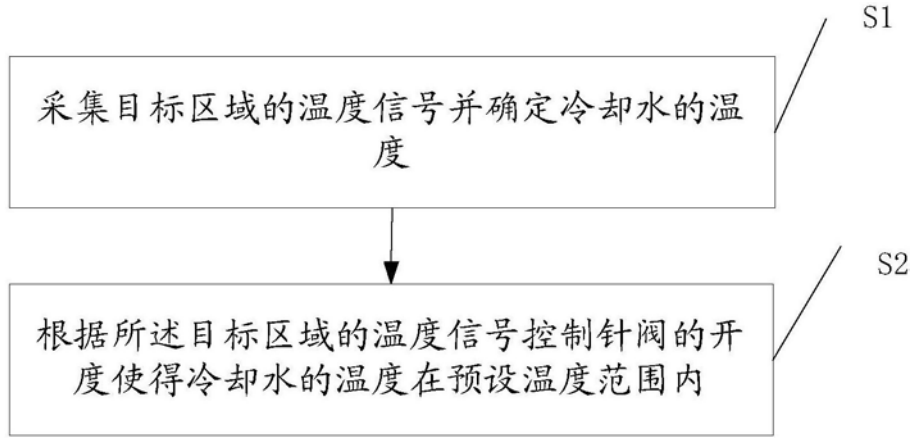 S1
采集目标区域的温度信号并确定冷却水的温
度
S2
根据所述目标区域的温度信号控制针阀的开
度使得冷却水的温度在预设温度范围内